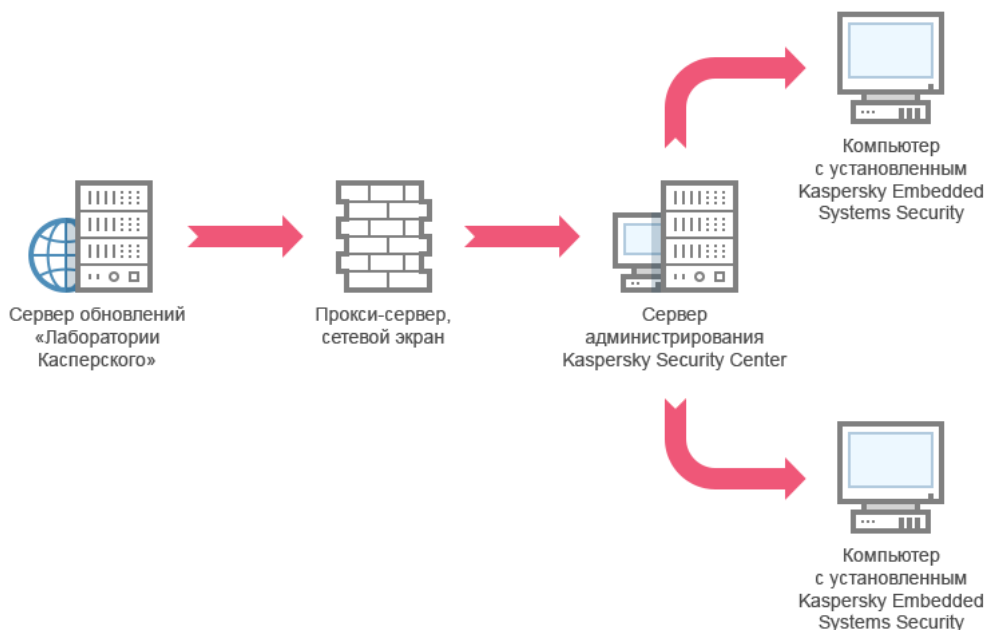 Компьютер
с установленным
Kaspersky Embedded
Systems Security
Сервер обновлений
«Лаборатории
Касперского»
Прокси-сервер,
сетевой экран
Сервер
администрирования
Kaspersky Security Center
Компьютер
с установленным
Kaspersky Embedded
Systems Security